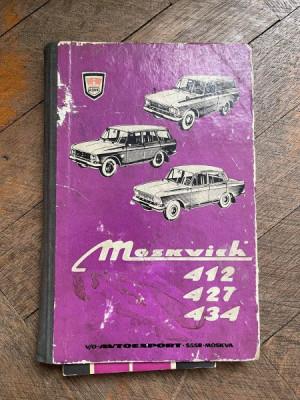 Moskvich
412
427
434
V/O AVTOEXPORT · SSSR · MOSKVA